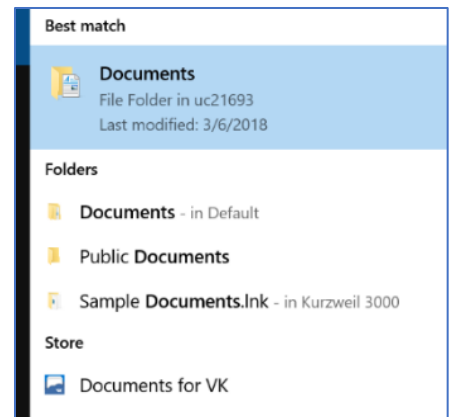 Best match
Documents
File Folder in uc21693
Last modified: 3/6/2018
Folders
Documents - in Default
Public Documents
Sample Documents.lnk - in Kurzweil 3000
Store
Documents for VK